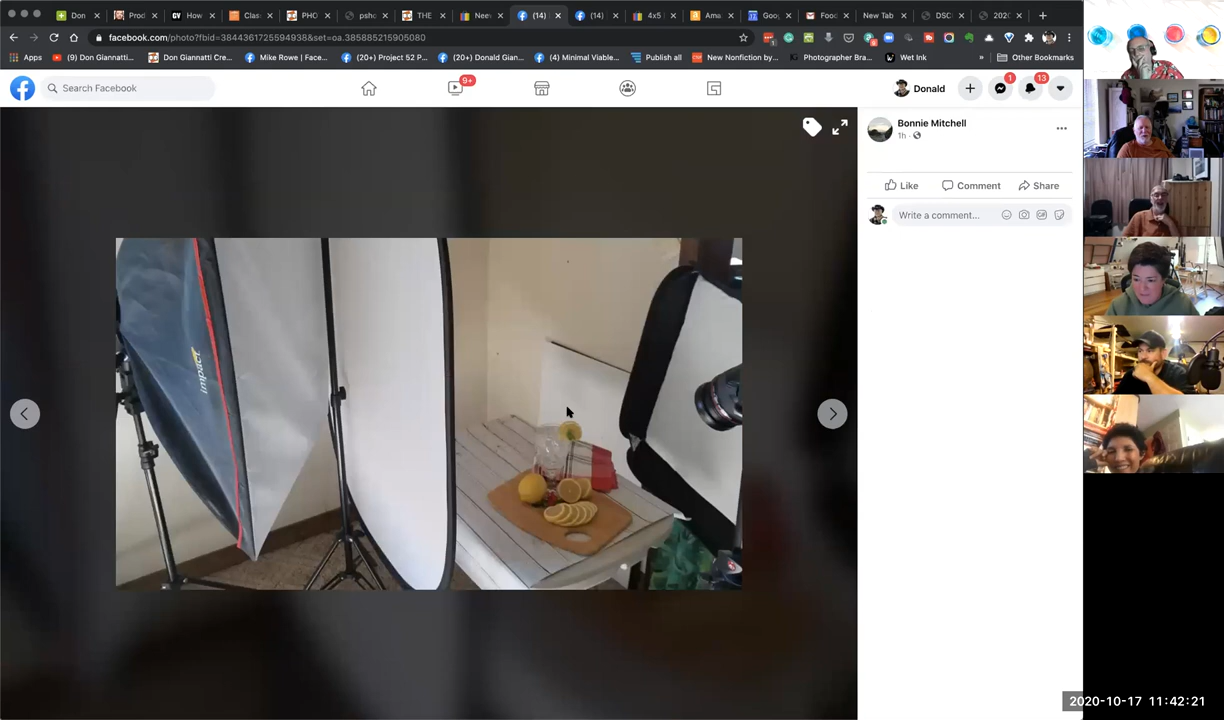 Don
Prod
How
Clas
PHO
psho
THE
Nee
(14)
(14)
4x5
Ama
Goo
Food
New Tab
DSC
202
facebook.com/photo?fbid=3844361725594938&set=oa.385885215905080
Apps
(9) Don Giannatti...
Don Giannatti Cre...
Mike Rowe | Face...
(20+) Project 52 P...
(20+) Donald Gian...
(4) Minimal Viable...
Publish all
New Nonfiction by...
Photographer Bra...
Wet Ink
»
Other Bookmarks
Search Facebook
9+
Donald
1
13
Bonnie Mitchell
1h ·
Like
Comment
Share
Write a comment...
GIF
impact
2020-10-17 11:42:21